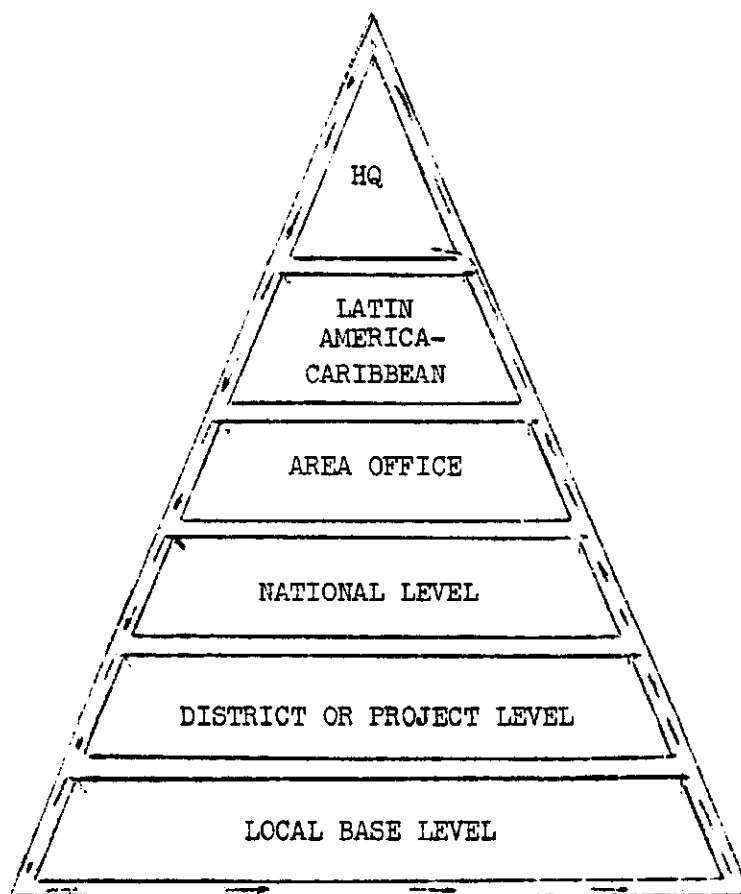 HQ
LATIN
AMERICA-
CARIBBEAN
AREA OFFICE
NATIONAL LEVEL
DISTRICT OR PROJECT LEVEL
LOCAL BASE LEVEL